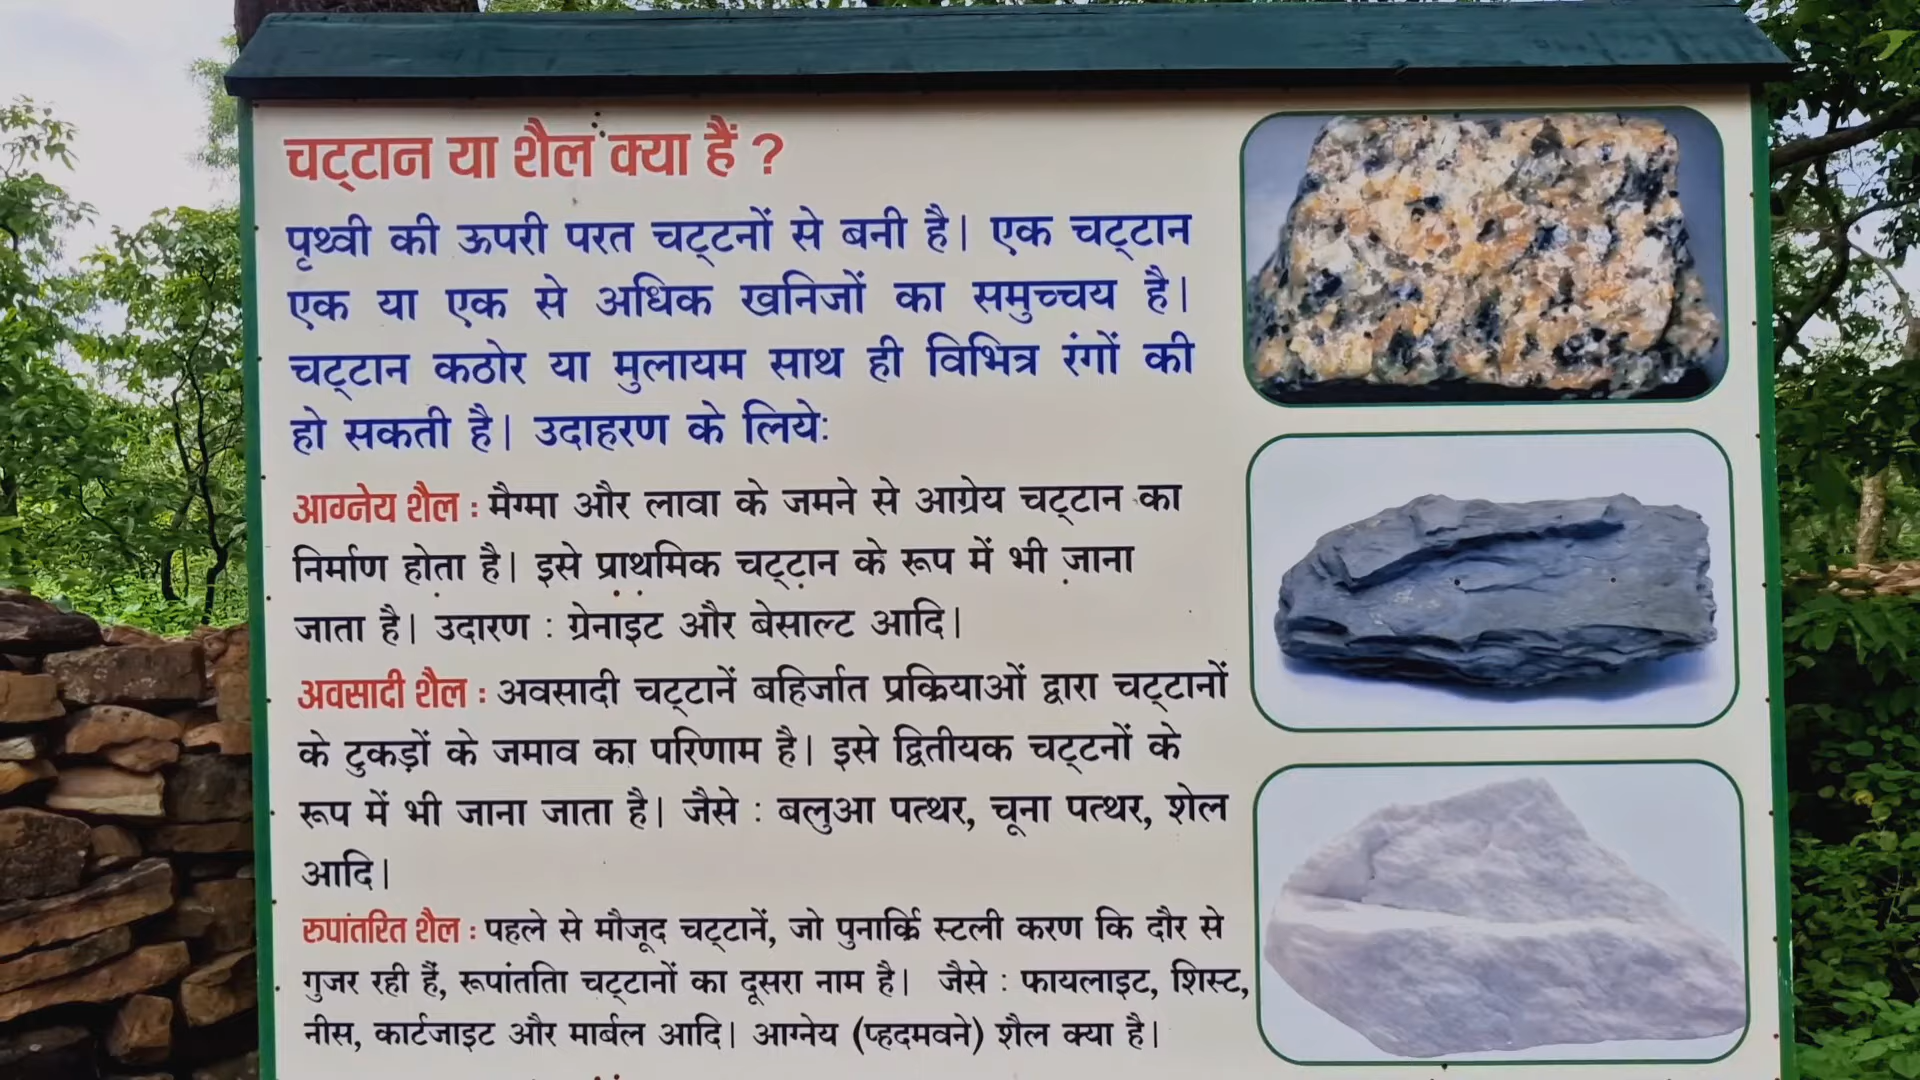 चट्टान या शैल क्या हैं ?
पृथ्वी की ऊपरी परत चट्टनों से बनी है। एक चट्टान
एक या एक से अधिक खनिजों का समुच्चय है।
चट्टान कठोर या मुलायम साथ ही विभित्र रंगों की
हो सकती है। उदाहरण के लिये:
आग्नेय शैल : मैग्मा और लावा के जमने से आग्रेय चट्टान का
निर्माण होता है। इसे प्राथमिक चट्टान के रूप में भी जाना
जाता है। उदारण : ग्रेनाइट और बेसाल्ट आदि।
अवसादी शैल : अवसादी चट्टानें बहिर्जात प्रक्रियाओं द्वारा चट्टानों
के टुकड़ों के जमाव का परिणाम है। इसे द्वितीयक चट्टनों के
रूप में भी जाना जाता है। जैसे : बलुआ पत्थर, चूना पत्थर, शेल
आदि।
रुपांतरित शैल : पहले से मौजूद चट्टानें, जो पुनार्क्रि स्टली करण कि दौर से
गुजर रही हैं, रूपांतति चट्टानों का दूसरा नाम है। जैसे : फायलाइट, शिस्ट,
नीस, कार्टजाइट और मार्बल आदि। आग्नेय (प्हदमवने) शैल क्या है।